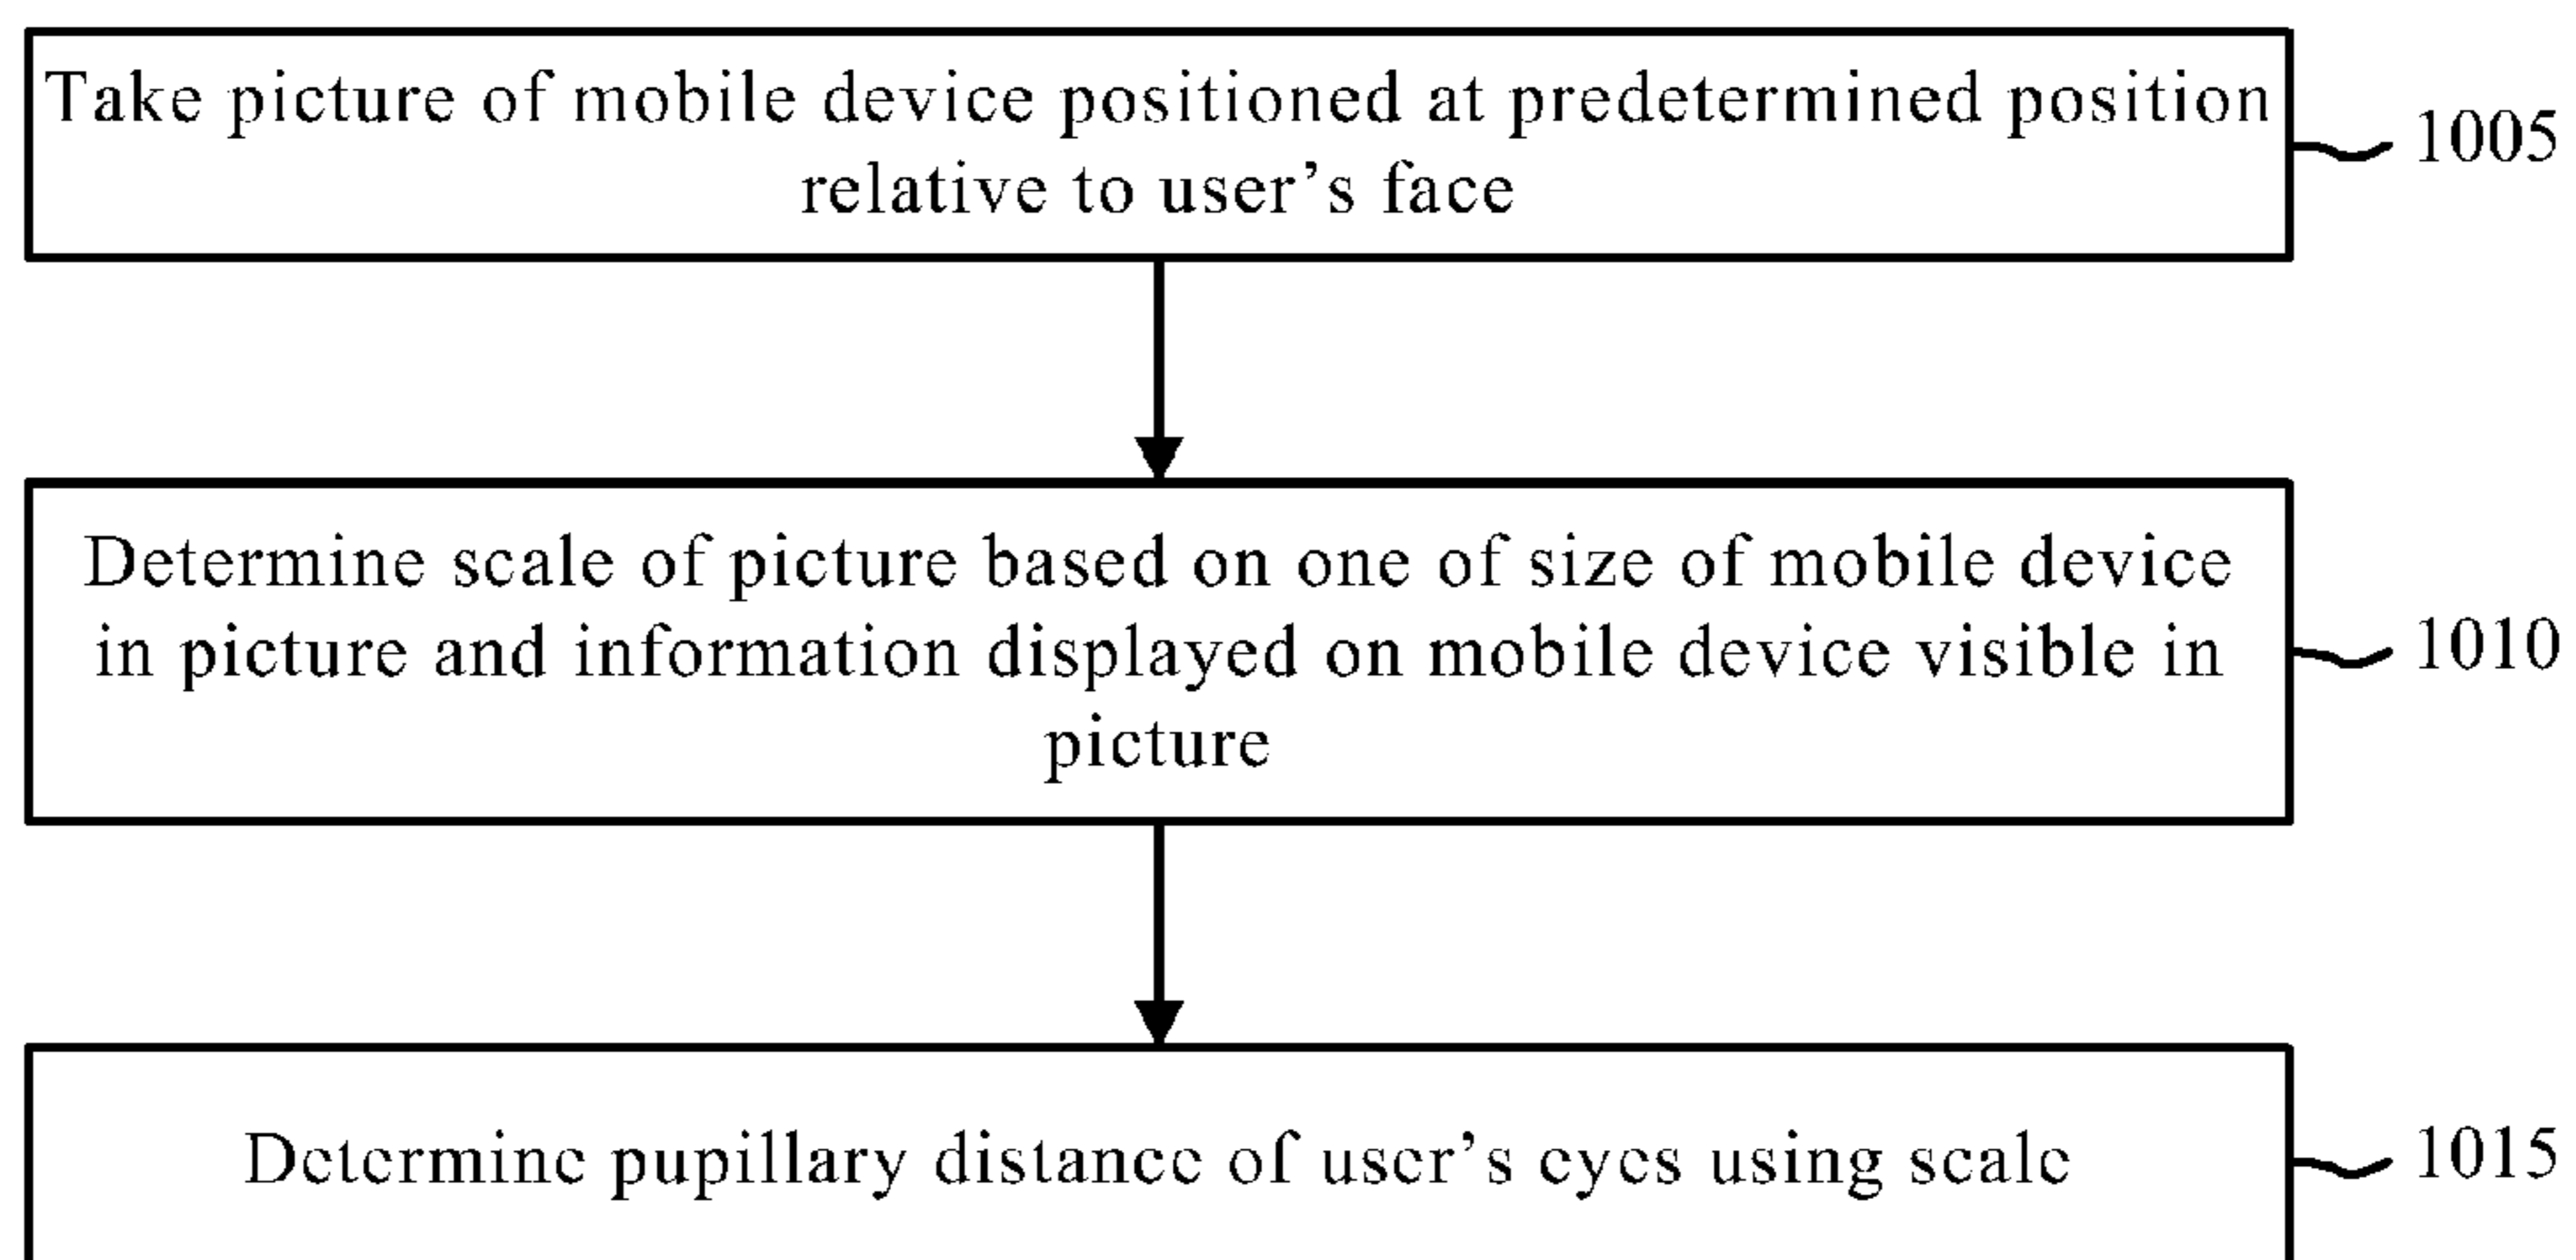 Take picture of mobile device positioned at predetermined position
relative to user’s face
1005
Determine scale of picture based on one of size of mobile device
in picture and information displayed on mobile device visible in
picture
1010
Determine pupillary distance of user’s eyes using scale
1015